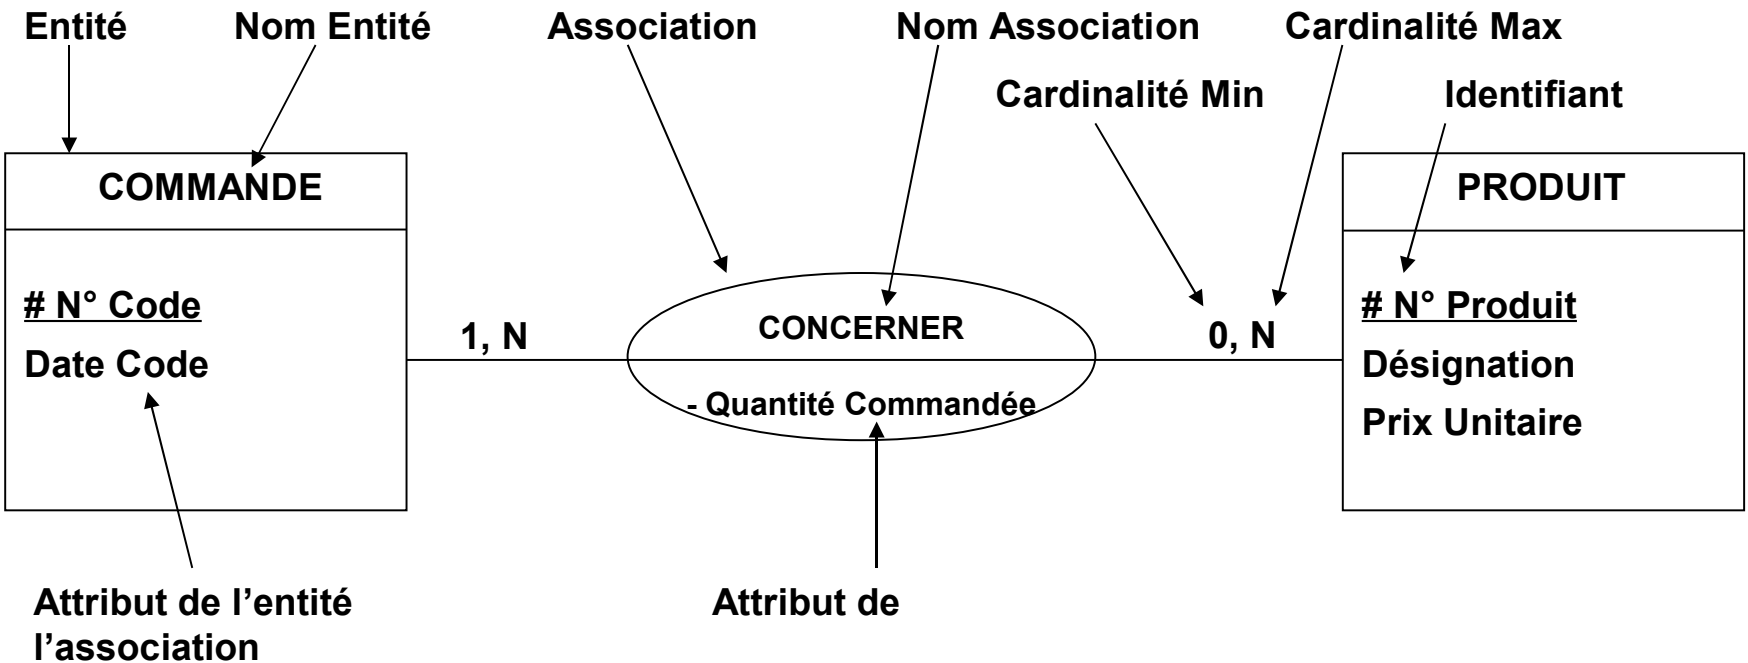 Entité Nom Entité Association Nom Association Cardinalité Max
Cardinalité Min Identifiant
COMMANDE PRODUIT
# N° Code # N° Produit
1, N CONCERNER 0, N
Date Code Désignation
- Quantité Commandée
Prix Unitaire
Attribut de l’entité Attribut de
l’association